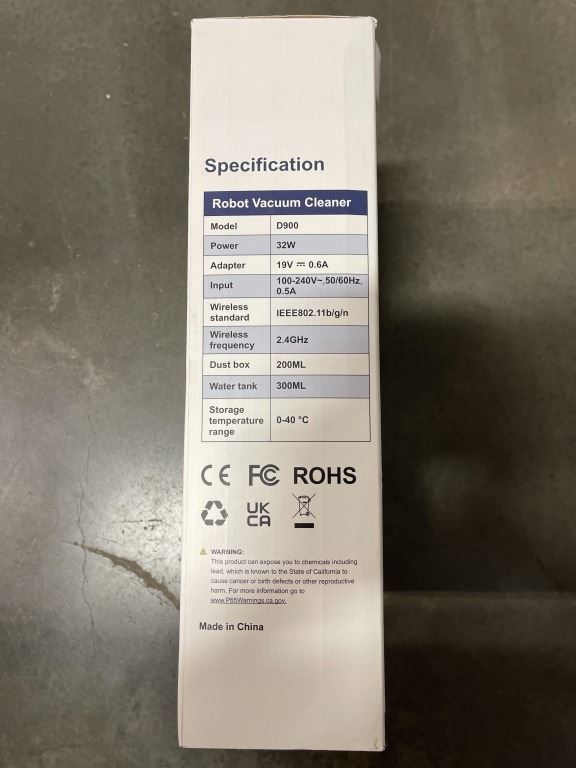 Specification
Robot Vacuum Cleaner
Model D900
Power 32W
Adapter 19V ⎓ 0.6A
Input 100-240V~,50/60Hz,
0.5A
Wireless
standard IEEE802.11b/g/n
Wireless
frequency 2.4GHz
Dust box 200ML
Water tank 300ML
Storage
temperature 0-40 °C
range
CE FC ROHS
UK
CA
WARNING:
This product can expose you to chemicals including
lead, which is known to the State of California to
cause cancer or birth defects or other reproductive
harm. For more information go to
www.P65Warnings.ca.gov.
Made in China